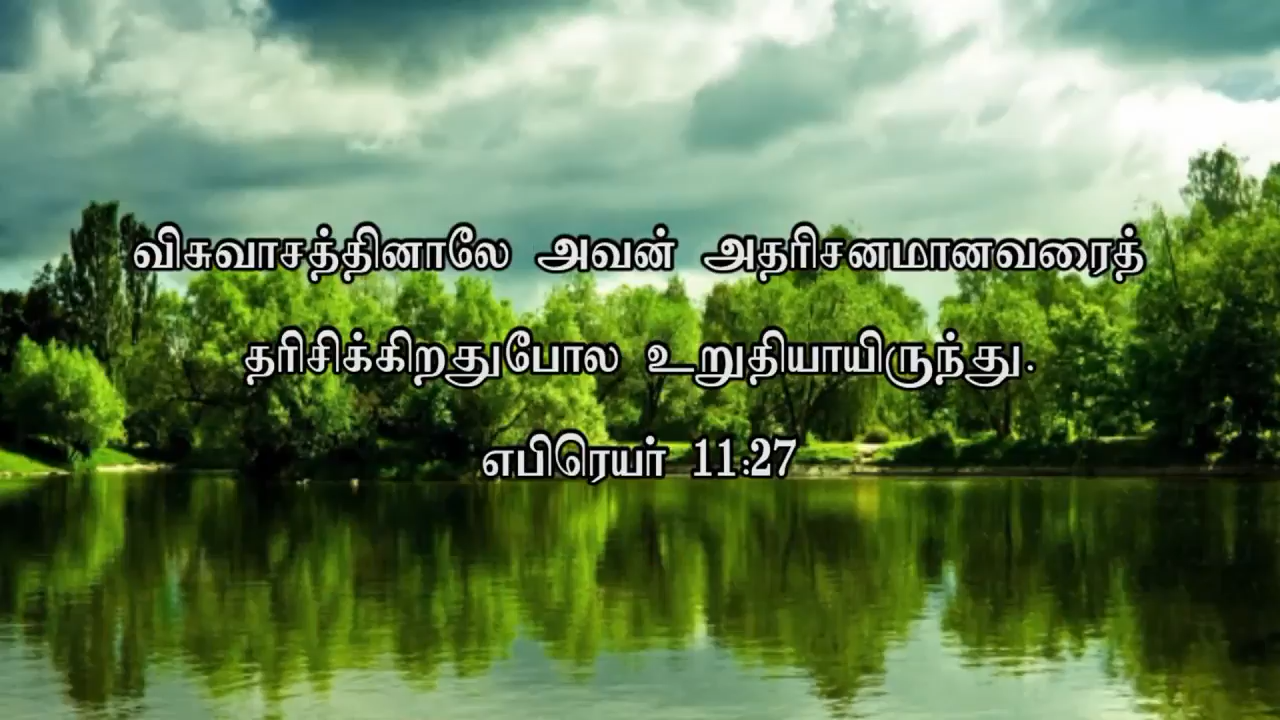 விசுவாசத்தினாலே அவன் அதரிசனமானவரைத்
தரிசிக்கிறதுபோல உறுதியாயிருந்து.
எபிரெயர் 11:27